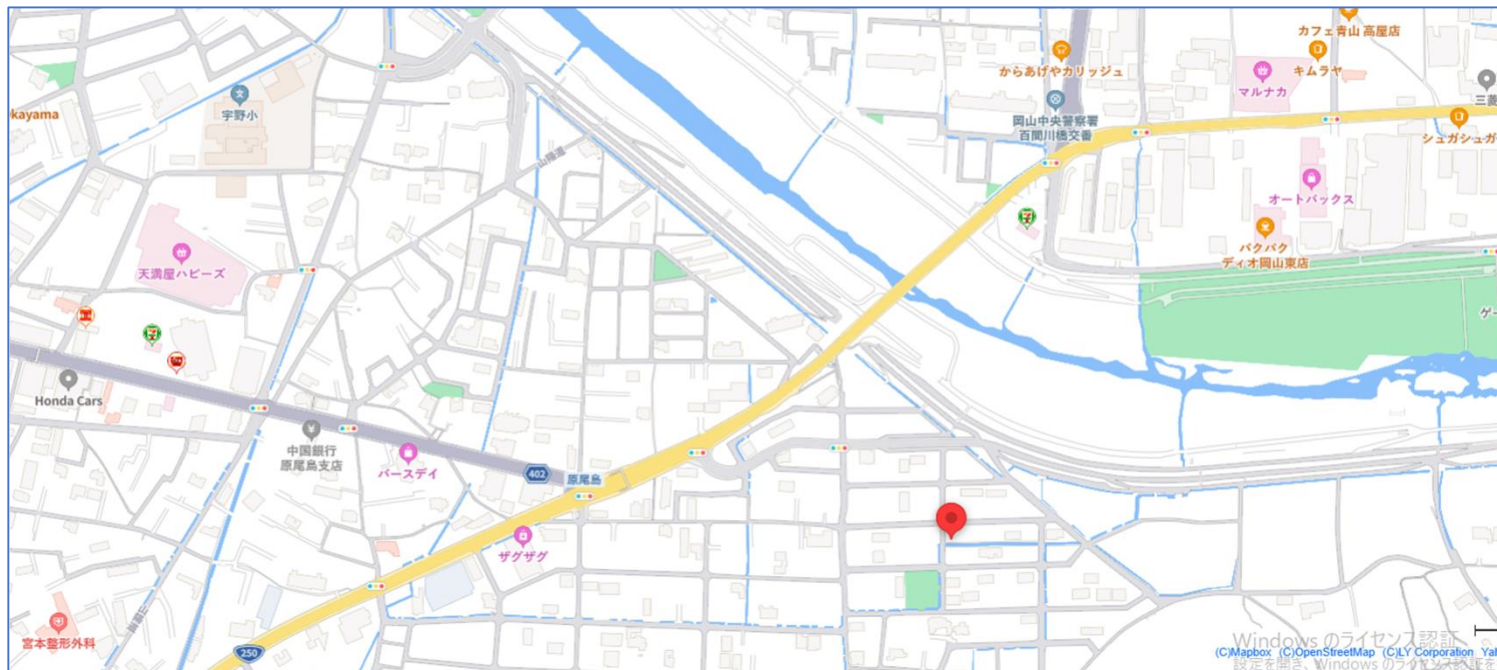 カフェ青山 高屋店
からあげやカリッジュ
キムラヤ
マルナカ
kayama
宇野小
岡山中央警察署
百間川橋交番
三菱
シュガシュガ
山陽道
オートパックス
パクパク
ディオ岡山東店
天満屋ハピーズ
ゲー
Honda Cars
中国銀行
原尾島支店
バースデイ
402
原尾島
ザグザグ
宮本整形外科
250
Windows のライセンス認証
(C)Mapbox (C)OpenStreetMap (C)LY Corporation Yah
設定を開き、Windows のライセンス認証を